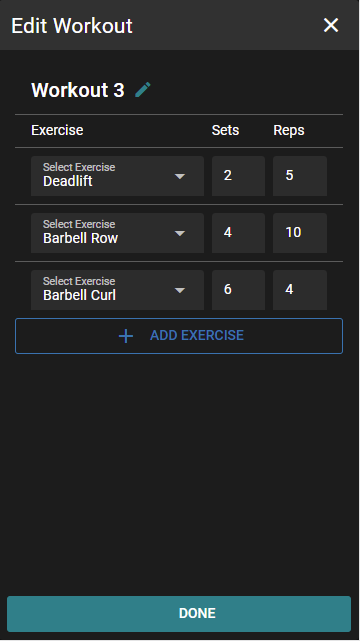 Edit Workout
Workout 3
Exercise Sets Reps
Select Exercise
Deadlift 2 5
Select Exercise
Barbell Row 4 10
Select Exercise
Barbell Curl 6 4
ADD EXERCISE
DONE